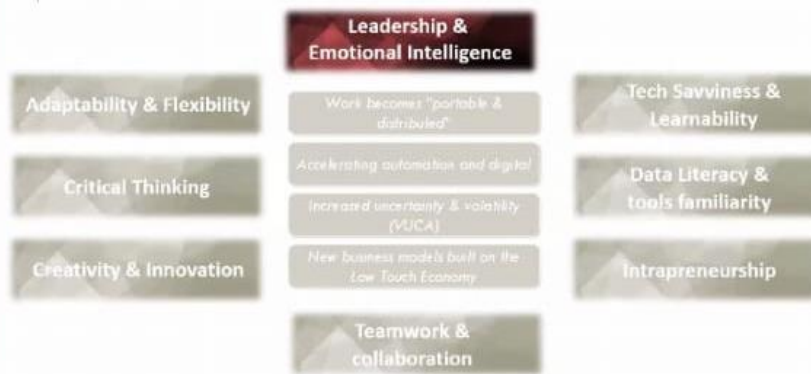 Leadership &
Emotional Intelligence
Adaptability & Flexibility
Critical Thinking
Creativity & Innovation
Work becomes "portable &
distributed"
Accelerating automation and digital
Increased uncertainty & volatility
(VUCA)
New business models built on the
Low Touch Economy
Tech Savviness &
Learnability
Data Literacy &
tools familiarity
Intrapreneurship
Teamwork &
collaboration